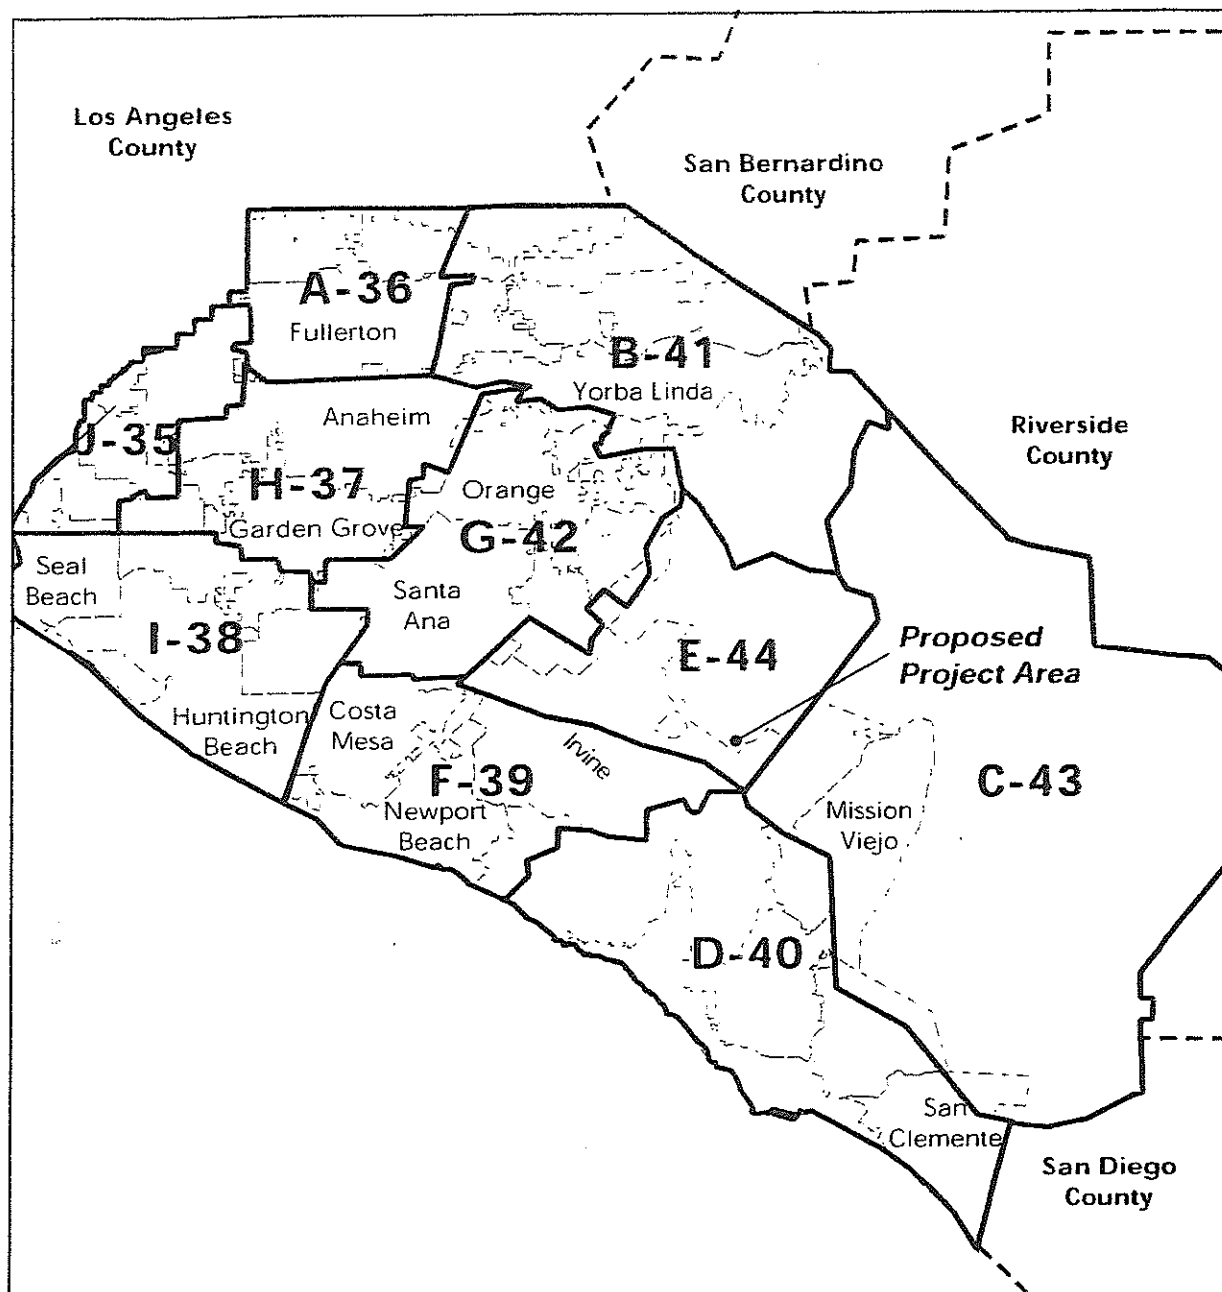 Los Angeles
County
San Bernardino
County
A-36
Fullerton
B-41
Yorba Linda
Anaheim
Riverside
County
J-35
H-37
Orange
Garden Grove
G-42
Seal
Beach
Santa
Ana
I-38
E-44
Proposed
Project Area
Huntington
Beach
Costa
Mesa
Irvine
F-39
C-43
Newport
Beach
Mission
Viejo
D-40
San
Clemente
San Diego
County